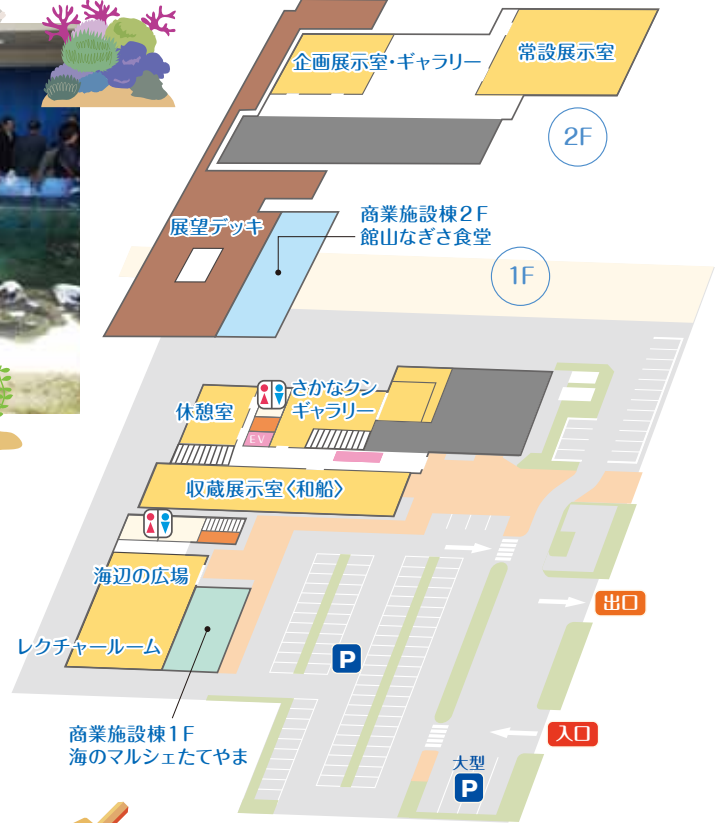 企画展示室・ギャラリー
常設展示室
2F
展望デッキ
商業施設棟2F
館山なぎさ食堂
1F
休憩室
さかなクン
ギャラリー
EV
収蔵展示室〈和船〉
海辺の広場
レクチャールーム
出口
P
商業施設棟1F
海のマルシェたてやま
入口
大型
P